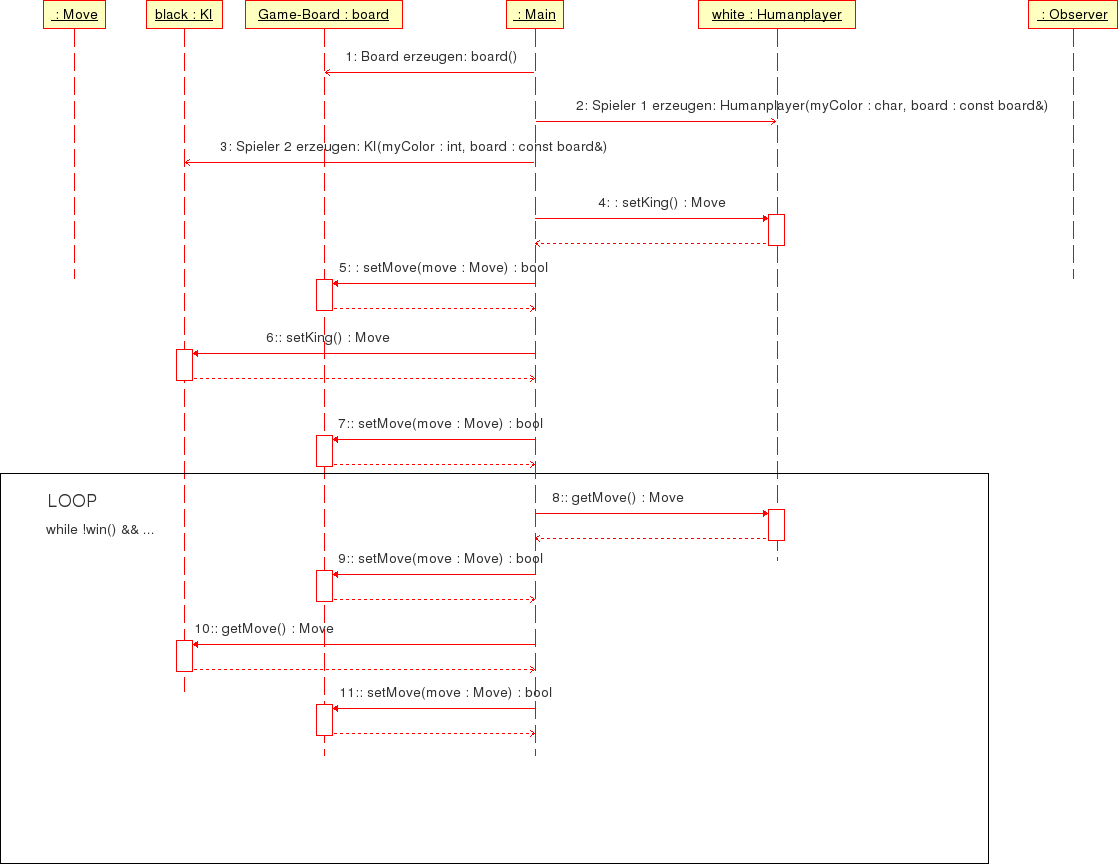 : Move
black : KI
Game-Board : board
: Main
white : Humanplayer
: Observer
1: Board erzeugen: board()
2: Spieler 1 erzeugen: Humanplayer(myColor : char, board : const board&)
3: Spieler 2 erzeugen: KI(myColor : int, board : const board&)
4: : setKing() : Move
5: : setMove(move : Move) : bool
6:: setKing() : Move
7:: setMove(move : Move) : bool
LOOP
8:: getMove() : Move
while !win() && ...
9:: setMove(move : Move) : bool
10:: getMove() : Move
11:: setMove(move : Move) : bool